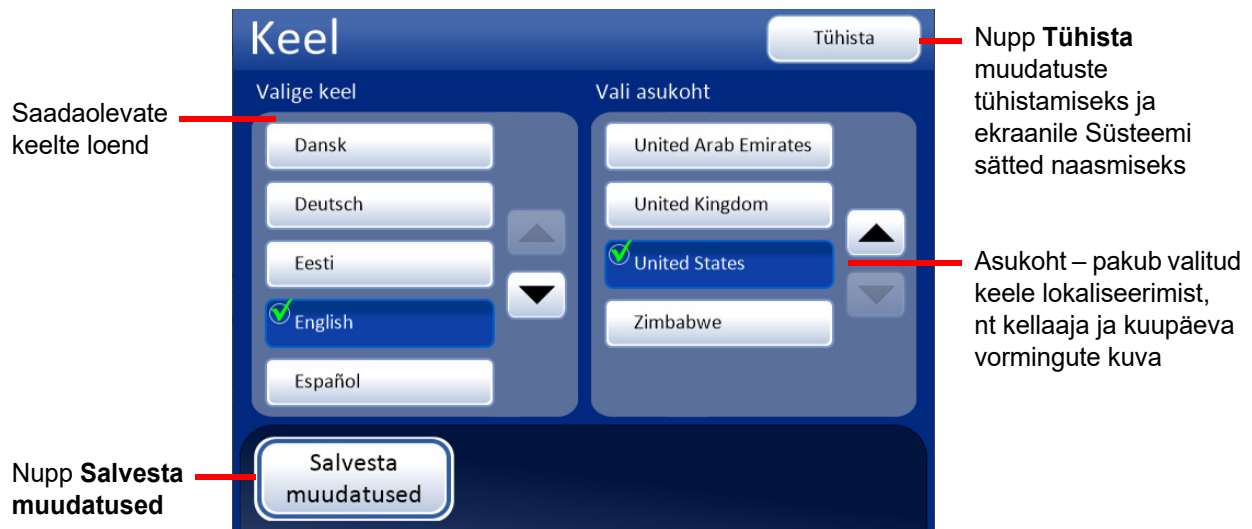 Keel
Tühista
Valige keel
Vali asukoht
Dansk
Deutsch
Eesti
English
Español
United Arab Emirates
United Kingdom
United States
Zimbabwe
Salvesta
muudatused
Saadaolevate
keelte loend
Nupp Salvesta
muudatused
Nupp Tühista
muudatuste
tühistamiseks ja
ekraanile Süsteemi
sätted naasmiseks
Asukoht – pakub valitud
keele lokaliseerimist,
nt kellaaja ja kuupäeva
vormingute kuva